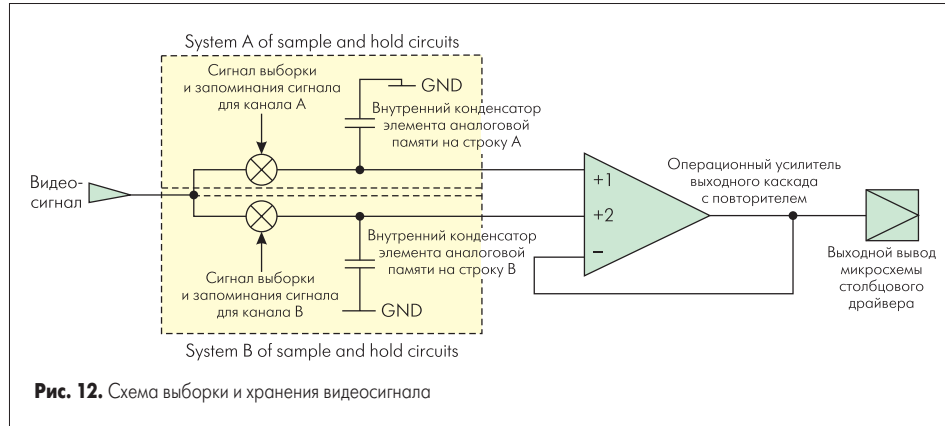 System A of sample and hold circuits
Сигнал выборки
и запоминания сигнала
для канала А
GND
Внутренний конденсатор
элемента аналоговой
памяти на строку А
Видео-
сигнал
+1
+2
–
Операционный усилитель
выходного каскада
с повторителем
Выходной вывод
микросхемы
столбцового
драйвера
Внутренний конденсатор
элемента аналоговой
памяти на строку В
Сигнал выборки
и запоминания сигнала
для канала В
GND
System B of sample and hold circuits
Рис. 12. Схема выборки и хранения видеосигнала